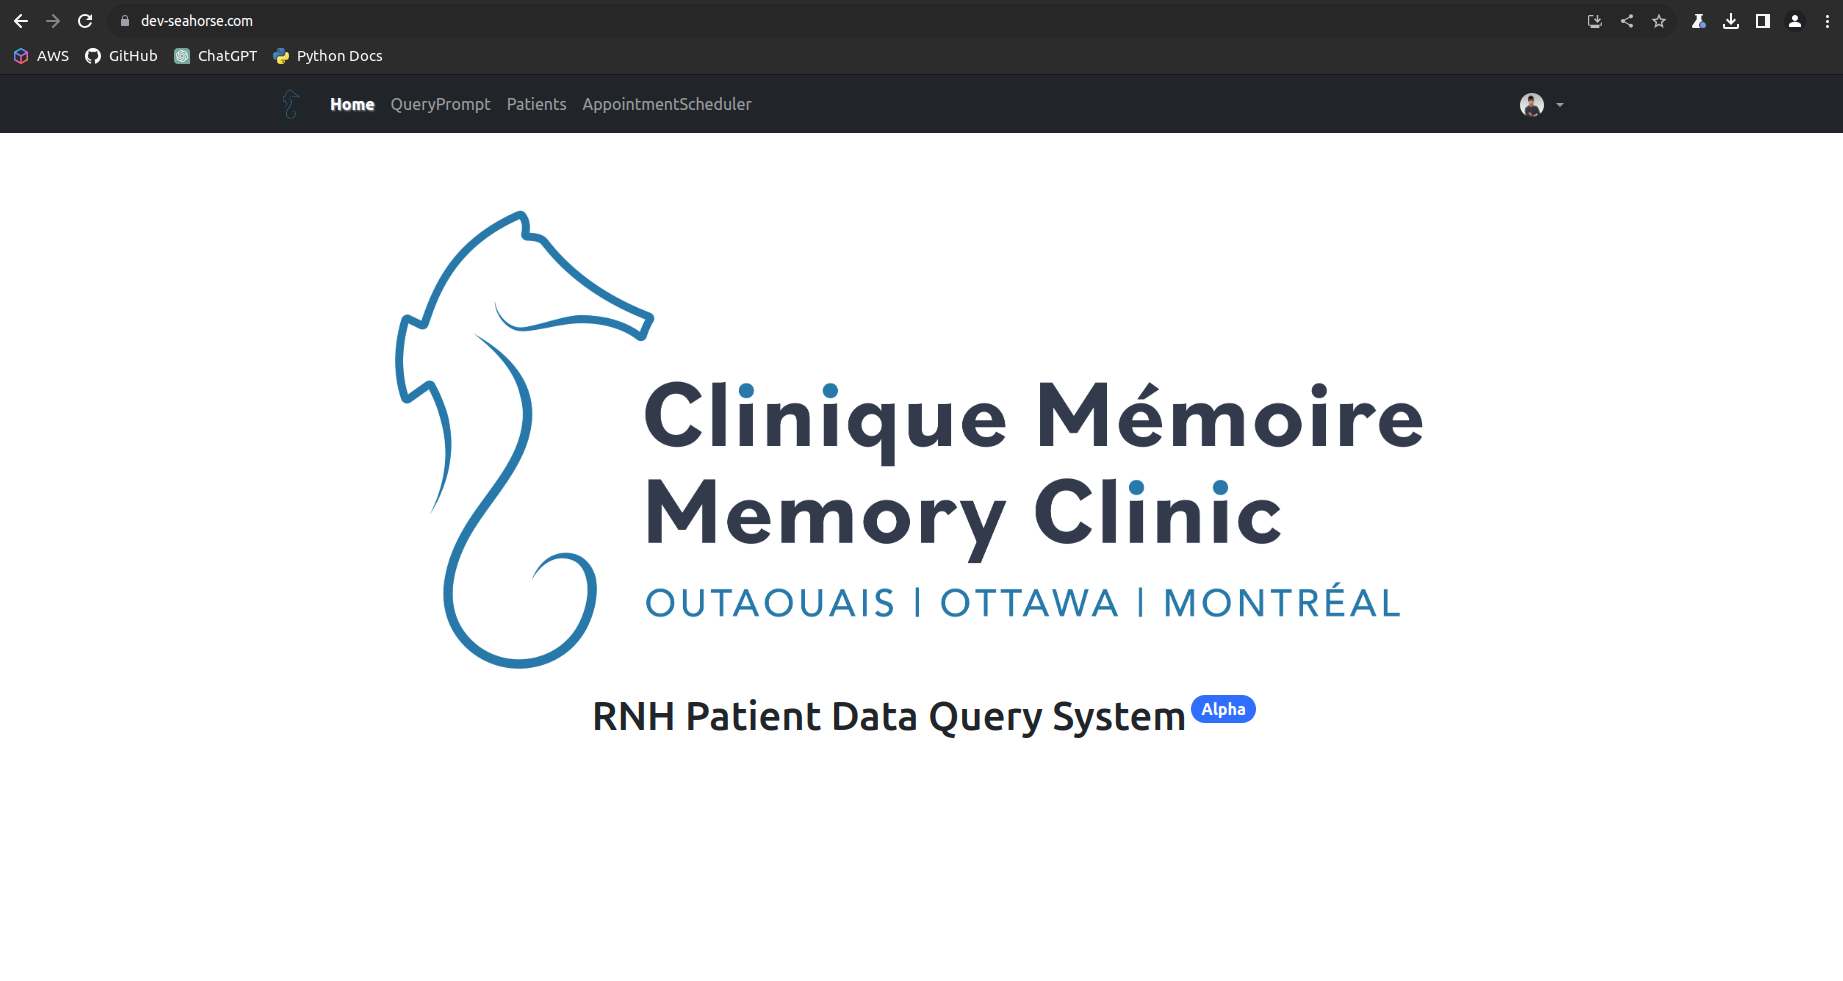 dev-seahorse.com
AWS GitHub ChatGPT Python Docs
Home QueryPrompt Patients AppointmentScheduler
Clinique Mémoire
Memory Clinic
OUTAOUAIS | OTTAWA | MONTRÉAL
RNH Patient Data Query System Alpha